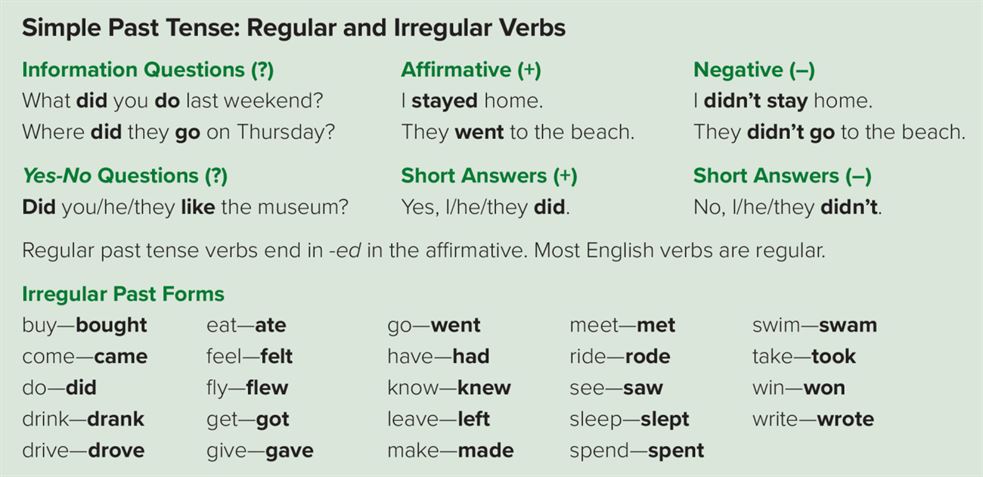 Simple Past Tense: Regular and Irregular Verbs
Information Questions (?) Affirmative (+) Negative (–)
What did you do last weekend? I stayed home. I didn’t stay home.
Where did they go on Thursday? They went to the beach. They didn’t go to the beach.
Yes-No Questions (?) Short Answers (+) Short Answers (–)
Did you/he/they like the museum? Yes, I/he/they did. No, I/he/they didn’t.
Regular past tense verbs end in -ed in the affirmative. Most English verbs are regular.
Irregular Past Forms
buy—bought eat—ate go—went meet—met swim—swam
come—came feel—felt have—had ride—rode take—took
do—did fly—flew know—knew see—saw win—won
drink—drank get—got leave—left sleep—slept write—wrote
drive—drove give—gave make—made spend—spent